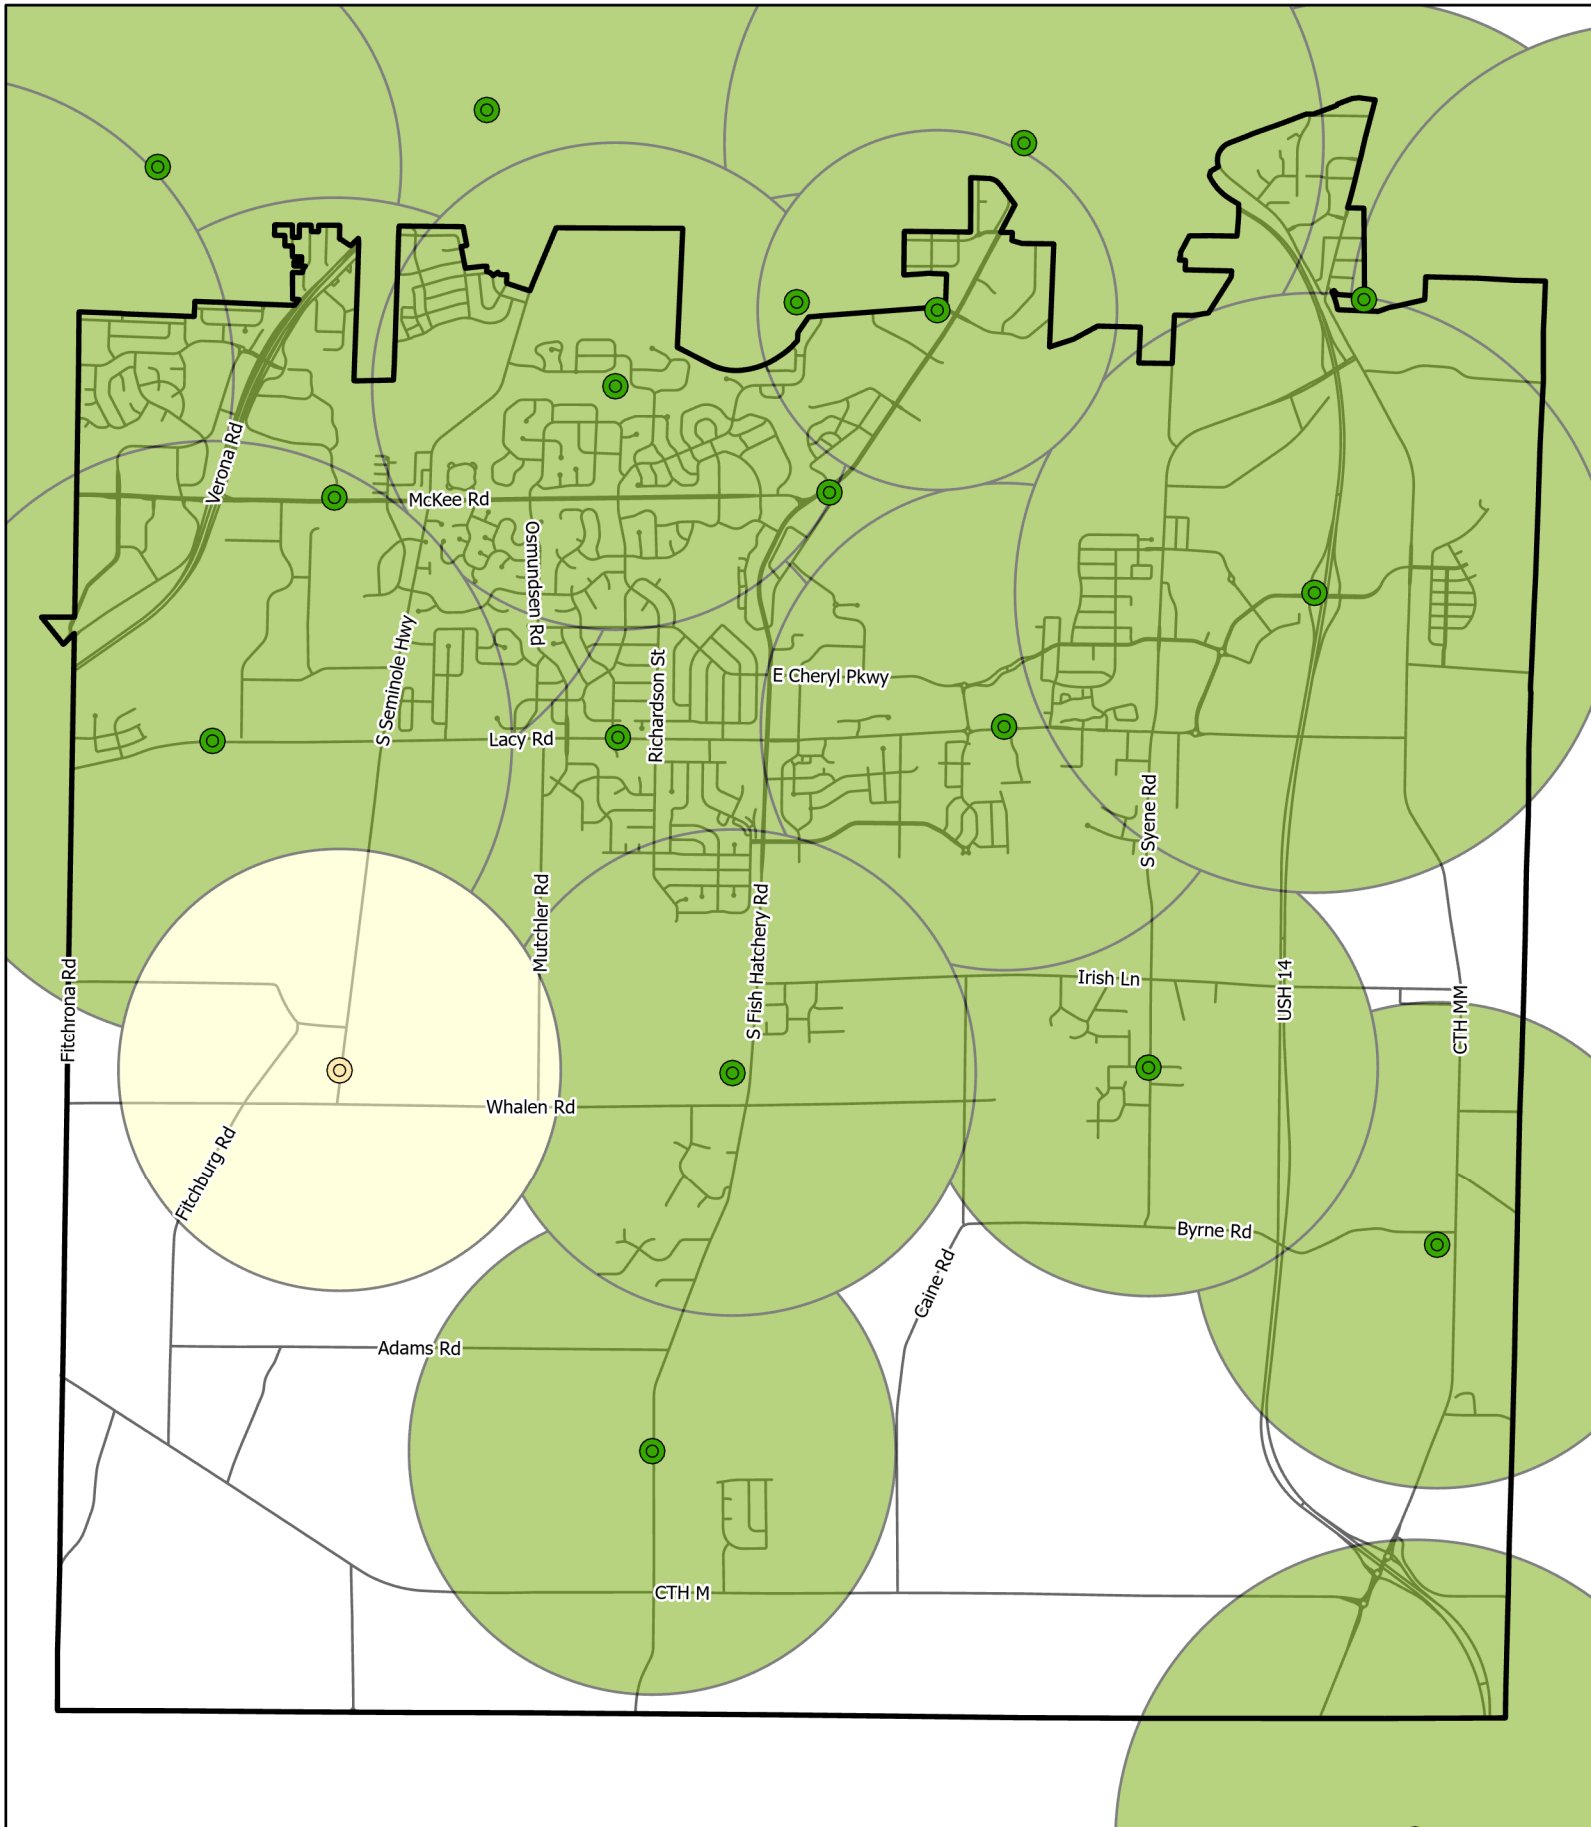 Verona Rd
McKee Rd
Osmundsen Rd
S Seminole Hwy
Richardson St
E Cheryl Pkwy
Lacy Rd
S Syene Rd
Mutchler Rd
S Fish Hatchery Rd
Fitchrona Rd
Irish Ln
USH 14
CTH MM
Whalen Rd
Fitchburg Rd
Byrne Rd
Caine Rd
Adams Rd
CTH M